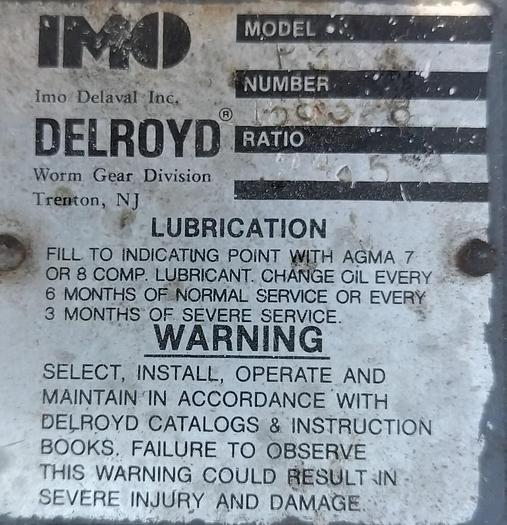 IMO
Imo Delaval Inc.
DELROYD®
Worm Gear Division
Trenton, NJ
MODEL
NUMBER
RATIO
LUBRICATION
FILL TO INDICATING POINT WITH AGMA 7
OR 8 COMP. LUBRICANT. CHANGE OIL EVERY
6 MONTHS OF NORMAL SERVICE OR EVERY
3 MONTHS OF SEVERE SERVICE.
WARNING
SELECT, INSTALL, OPERATE AND
MAINTAIN IN ACCORDANCE WITH
DELROYD CATALOGS & INSTRUCTION
BOOKS. FAILURE TO OBSERVE
THIS WARNING COULD RESULT IN
SEVERE INJURY AND DAMAGE.